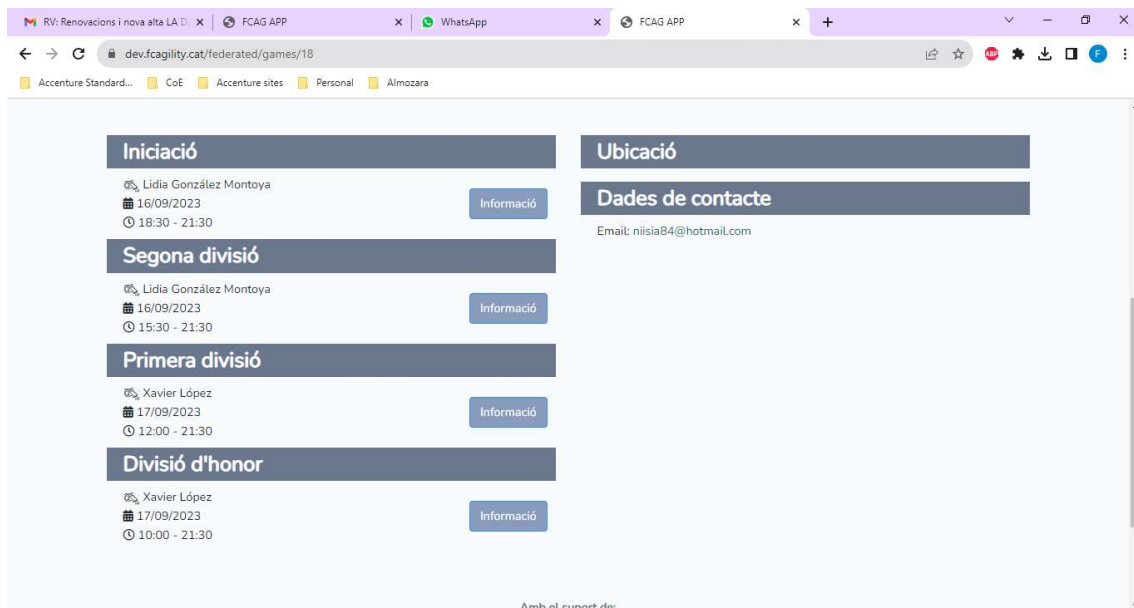 RV: Renovacions i nova alta LA D
FCAG APP
WhatsApp
FCAG APP
dev.fcagility.cat/federated/games/18
ABP
F
Accenture Standard...
CoE
Accenture sites
Personal
Almozara
Iniciació
Lidia González Montoya
16/09/2023
18:30 - 21:30
Informació
Segona divisió
Lidia González Montoya
16/09/2023
15:30 - 21:30
Informació
Primera divisió
Xavier López
17/09/2023
12:00 - 21:30
Informació
Divisió d'honor
Xavier López
17/09/2023
10:00 - 21:30
Informació
Ubicació
Dades de contacte
Email: niisia84@hotmail.com
Amb el suport de: